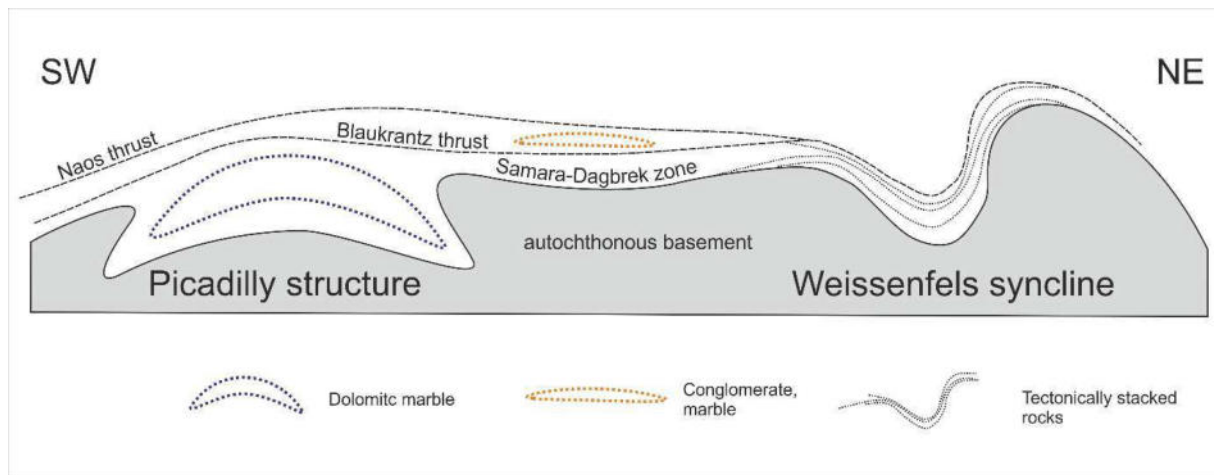 SW
NE
Naos thrust
Blaukrantz thrust
Samara-Dagbrek zone
autochthonous basement
Picadilly structure
Weissenfels syncline
Dolomitc marble
Conglomerate,
marble
Tectonically stacked
rocks